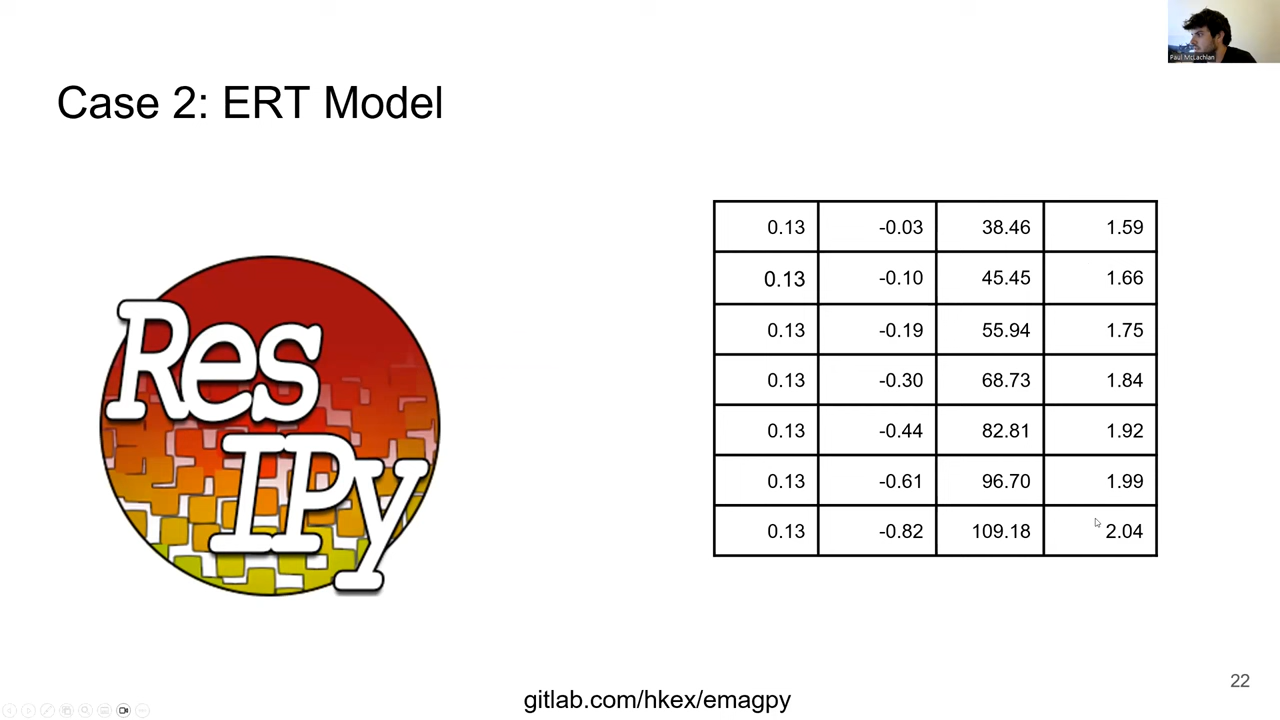 Paul McLachlan
Case 2: ERT Model
Res
IPy
0.13 -0.03 38.46 1.59
0.13 -0.10 45.45 1.66
0.13 -0.19 55.94 1.75
0.13 -0.30 68.73 1.84
0.13 -0.44 82.81 1.92
0.13 -0.61 96.70 1.99
0.13 -0.82 109.18 2.04
22
gitlab.com/hkex/emagpy